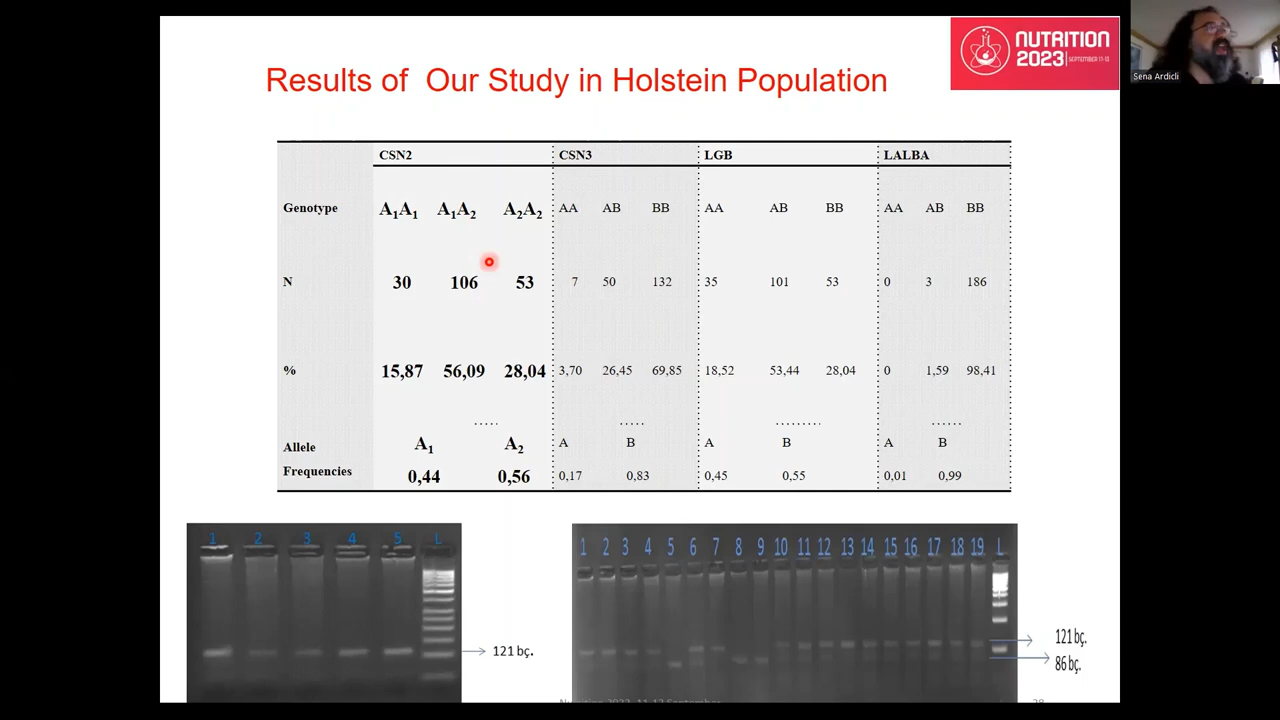 NUTRITION
2023 SEPTEMBER 11-13
Sena Ardicli
Results of Our Study in Holstein Population
CSN2 CSN3 LGB LALBA
Genotype A₁A₁ A₁A₂ A₂A₂ AA AB BB AA AB BB AA AB BB
N 30 106 53 7 50 132 35 101 53 0 3 186
% 15,87 56,09 28,04 3,70 26,45 69,85 18,52 53,44 28,04 0 1,59 98,41
..... ..... ........ ......
Allele Frequencies A₁ A₂ A B A B A B
0,44 0,56 0,17 0,83 0,45 0,55 0,01 0,99
1 2 3 4 5 L
121 bç.
1 2 3 4 5 6 7 8 9 10 11 12 13 14 15 16 17 18 19 L
121 bç.
86 bç.
Nutrition 2023, 11-13 September
28